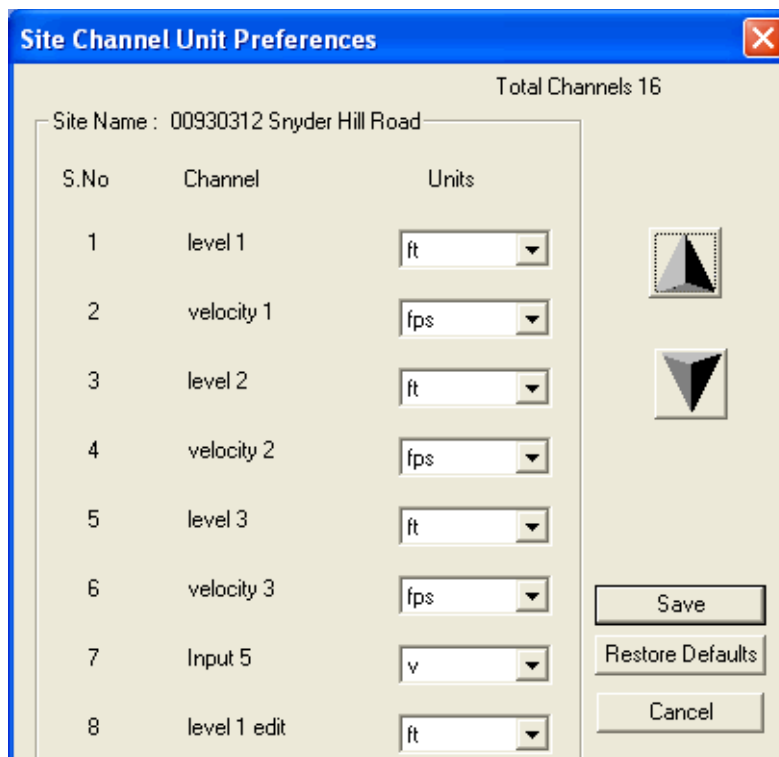 Site Channel Unit Preferences
Total Channels 16
Site Name : 00930312 Snyder Hill Road
S.No Channel Units
1 level 1 ft
2 velocity 1 fps
3 level 2 ft
4 velocity 2 fps
5 level 3 ft
6 velocity 3 fps
Save
7 Input 5 v
Restore Defaults
Cancel
8 level 1 edit ft